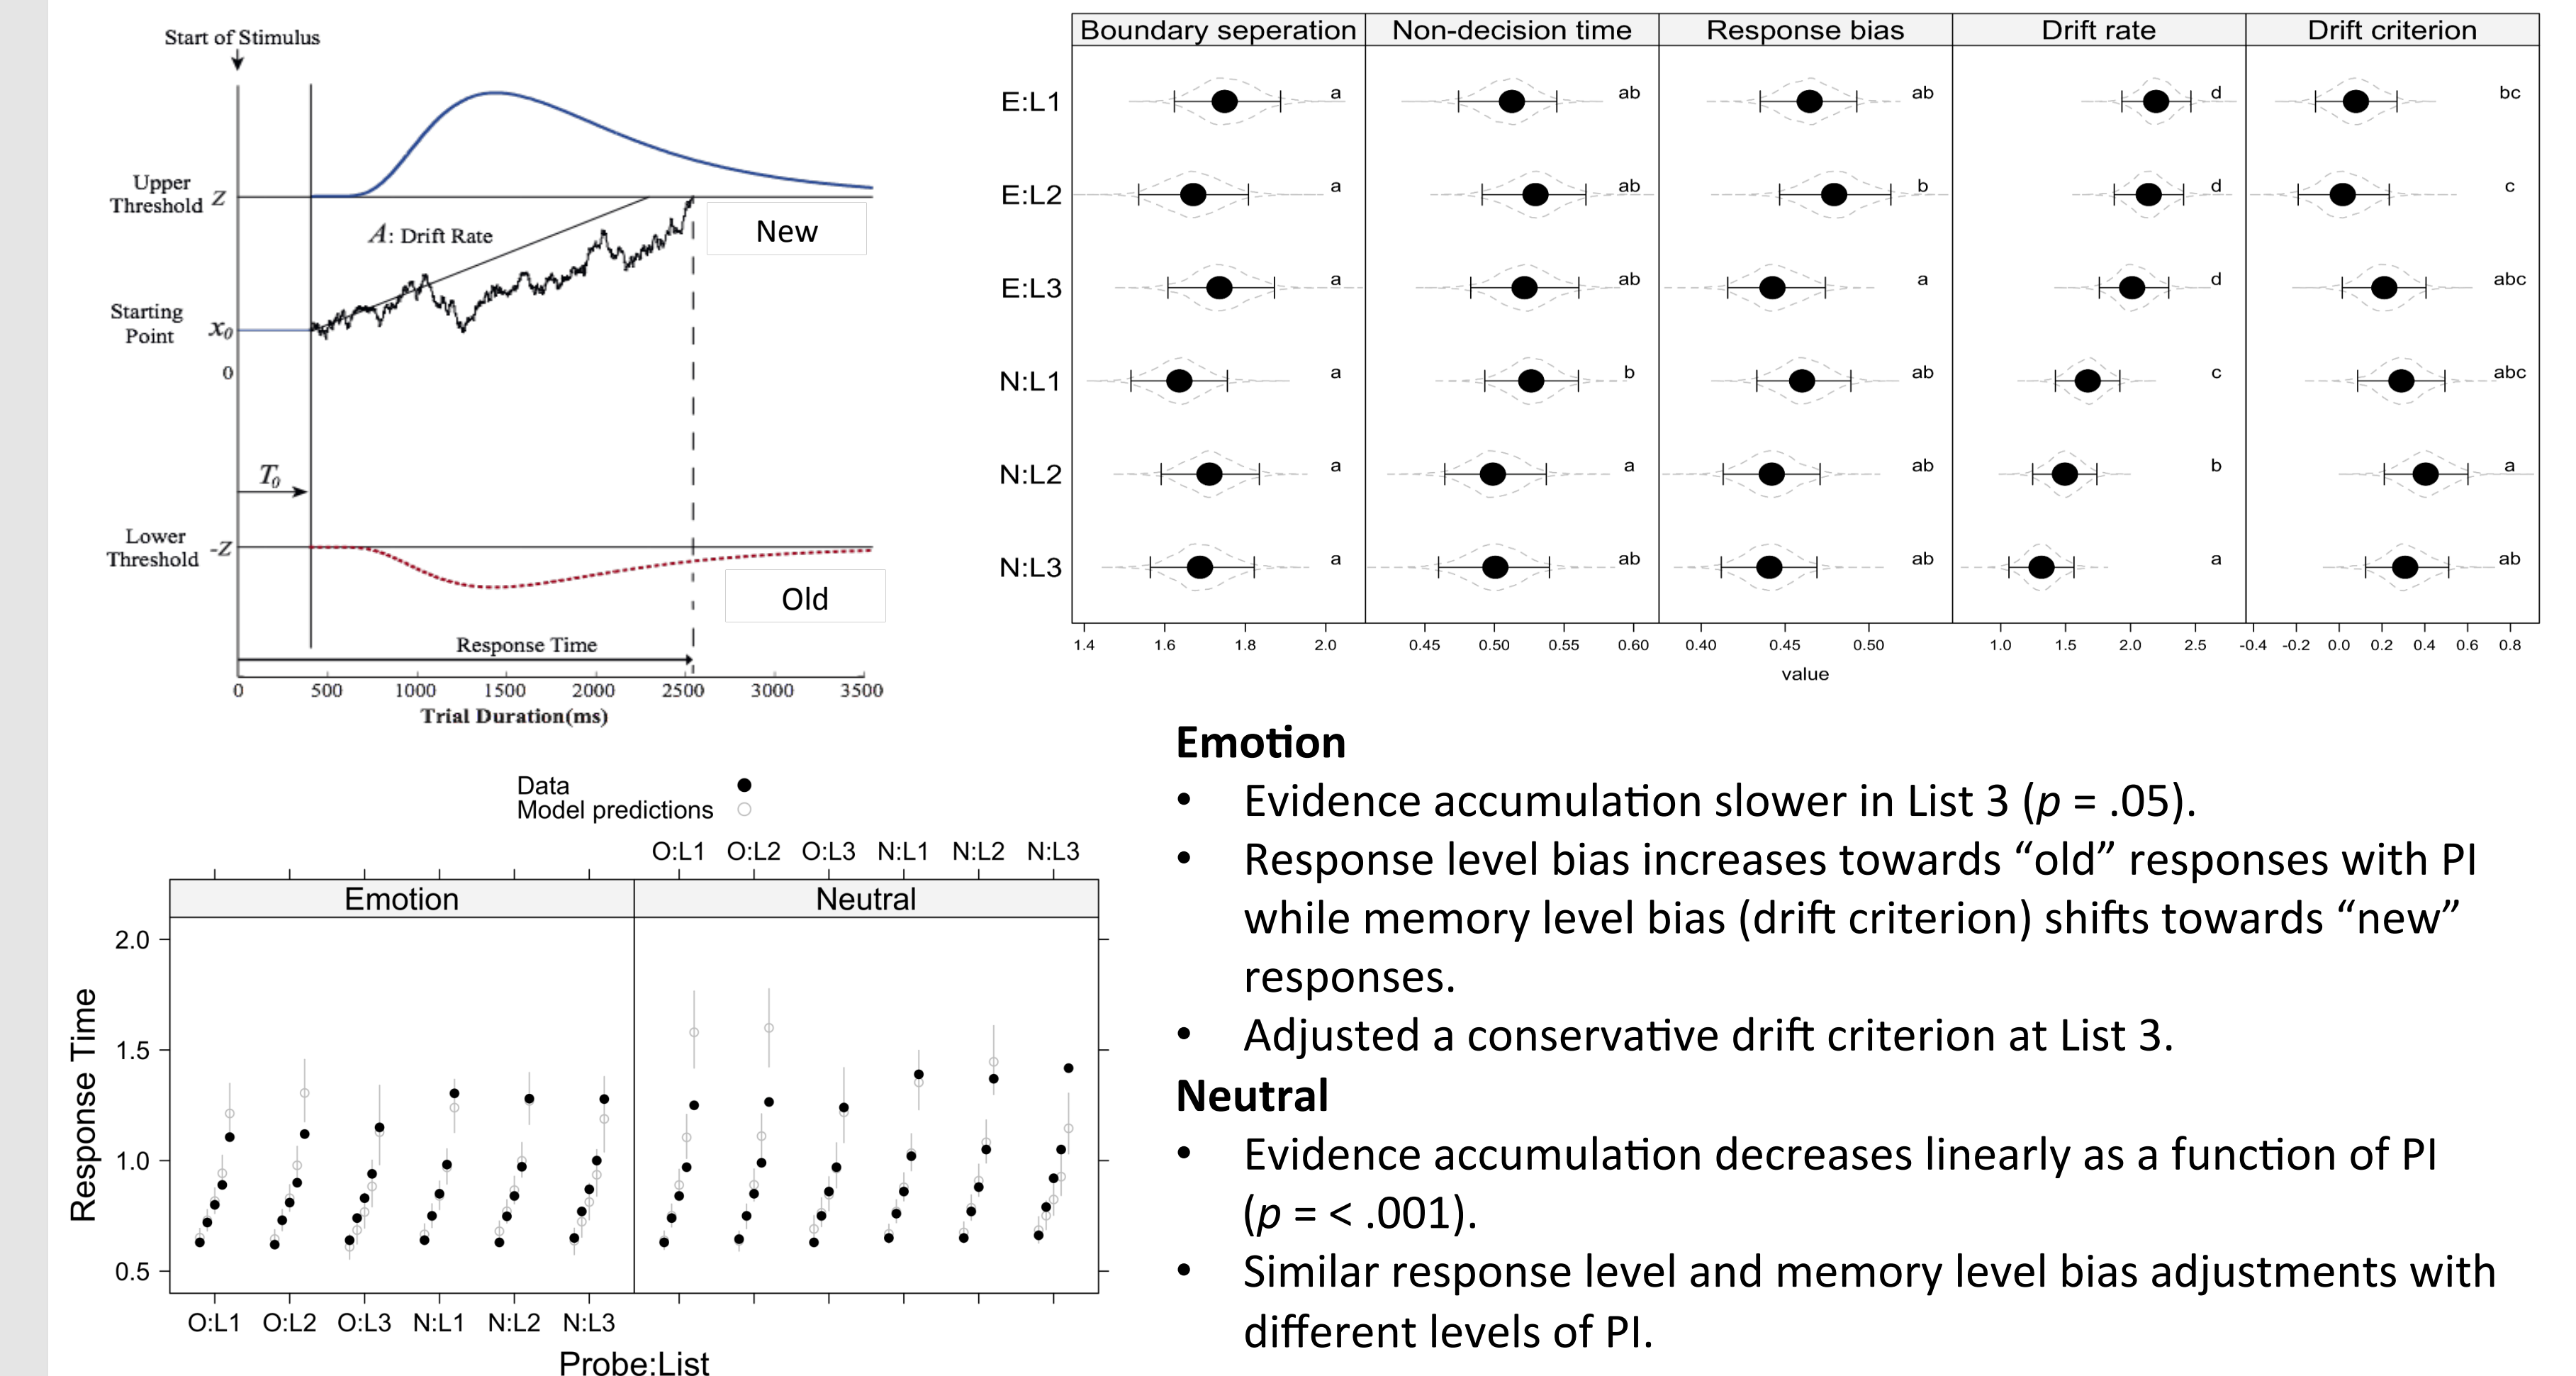 Start of Stimulus
Upper
Threshold Z
A: Drift Rate
New
Starting
Point
x0
0
T0
Lower
Threshold
-Z
Old
Response Time
0 500 1000 1500 2000 2500 3000 3500
Trial Duration(ms)
Boundary seperation Non-decision time Response bias Drift rate Drift criterion
E:L1 a ab ab d bc
E:L2 a ab b d c
E:L3 a ab a d abc
N:L1 a b ab c abc
N:L2 a a ab b a
N:L3 a ab ab a ab
1.4 1.6 1.8 2.0 0.45 0.50 0.55 0.60 0.40 0.45 0.50 1.0 1.5 2.0 2.5 -0.4 -0.2 0.0 0.2 0.4 0.6 0.8
value
Data
Model predictions
O:L1 O:L2 O:L3 N:L1 N:L2 N:L3
Emotion Neutral
2.0
1.5
1.0
0.5
Response Time
O:L1 O:L2 O:L3 N:L1 N:L2 N:L3
Probe:List
Emotion
• Evidence accumulation slower in List 3 (p = .05).
• Response level bias increases towards “old” responses with PI
while memory level bias (drift criterion) shifts towards “new”
responses.
• Adjusted a conservative drift criterion at List 3.
Neutral
• Evidence accumulation decreases linearly as a function of PI
(p = < .001).
• Similar response level and memory level bias adjustments with
different levels of PI.